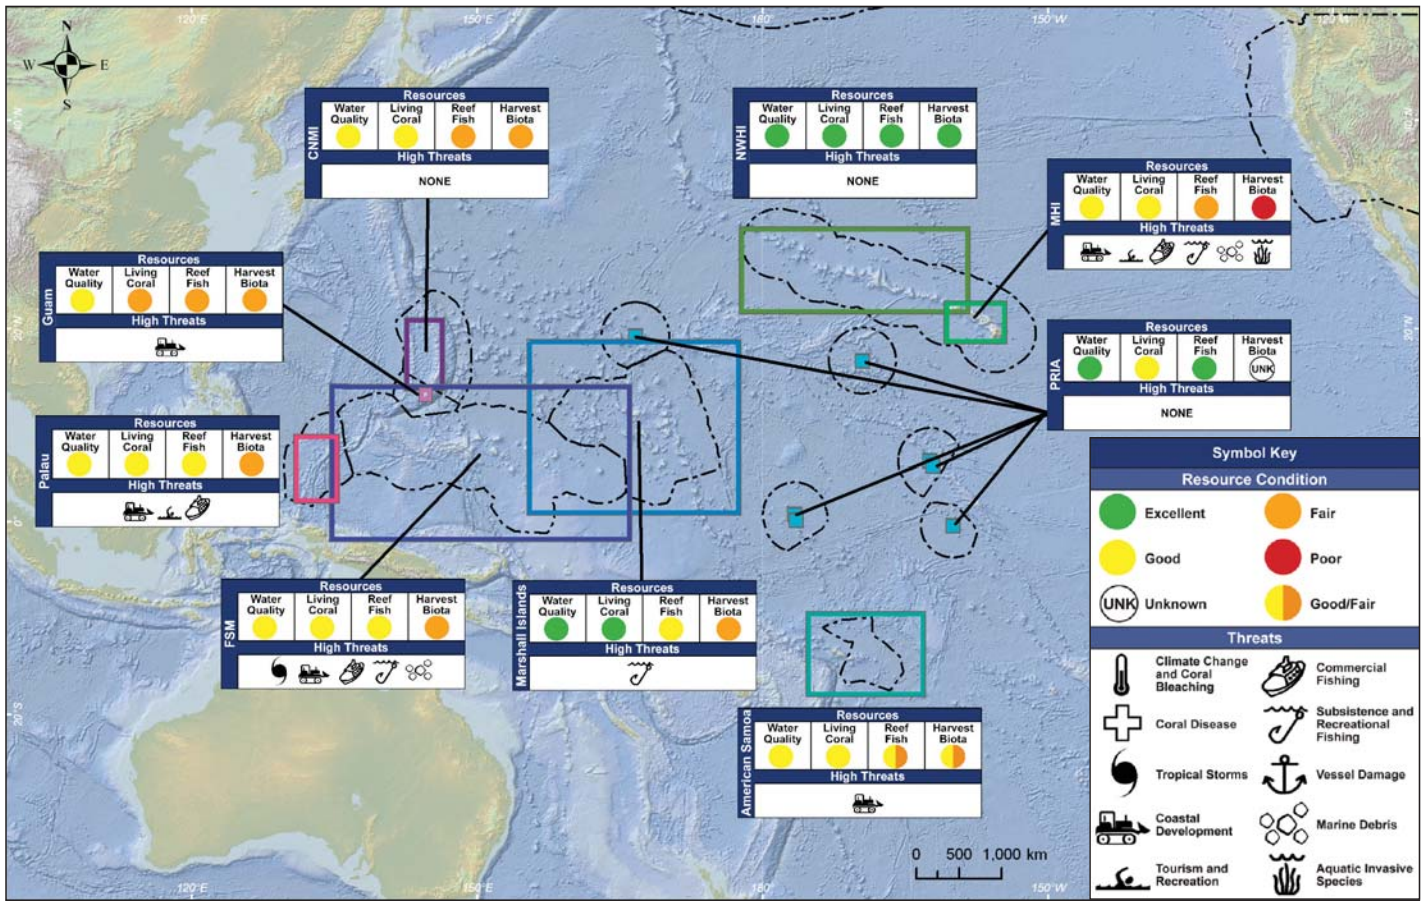 120°E 150°E 180° 150°W 120°W
N
W E
S
CNMI
Resources
Water Quality Living Coral Reef Fish Harvest Biota
High Threats
NONE
NWHI
Resources
Water Quality Living Coral Reef Fish Harvest Biota
High Threats
NONE
MHI
Resources
Water Quality Living Coral Reef Fish Harvest Biota
High Threats
Guam
Resources
Water Quality Living Coral Reef Fish Harvest Biota
High Threats
20°N
20°N
PRIA
Resources
Water Quality Living Coral Reef Fish Harvest Biota
UNK
High Threats
NONE
Palau
Resources
Water Quality Living Coral Reef Fish Harvest Biota
High Threats
0°
FSM
Resources
Water Quality Living Coral Reef Fish Harvest Biota
High Threats
Marshall Islands
Resources
Water Quality Living Coral Reef Fish Harvest Biota
High Threats
20°S
American Samoa
Resources
Water Quality Living Coral Reef Fish Harvest Biota
High Threats
Symbol Key
Resource Condition
Excellent Fair
Good Poor
UNK Unknown Good/Fair
Threats
Climate Change and Coral Bleaching
Commercial Fishing
Coral Disease
Subsistence and Recreational Fishing
Tropical Storms
Vessel Damage
Coastal Development
Marine Debris
Tourism and Recreation
Aquatic Invasive Species
0 500 1,000 km
120°E 150°E 180° 150°W